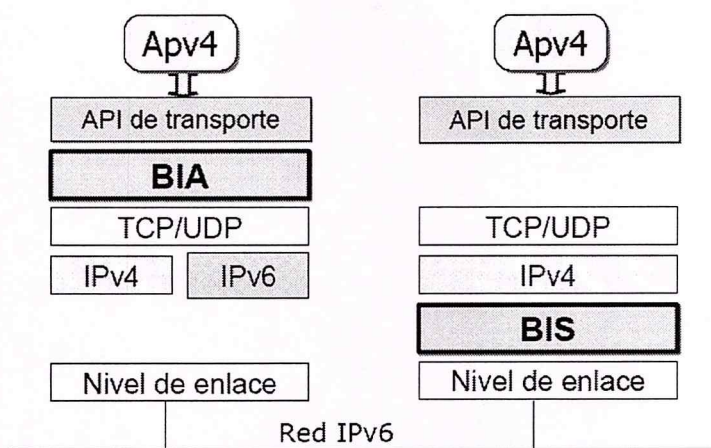 Apv4
API de transporte
BIA
TCP/UDP
IPv4 IPv6
Nivel de enlace
Apv4
API de transporte
TCP/UDP
IPv4
BIS
Nivel de enlace
Red IPv6